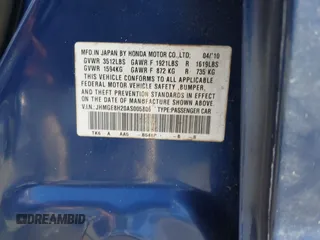 MFD. IN JAPAN BY HONDA MOTOR CO.,LTD. 04/'10
GVWR 3512LBS GAWR F 1921LBS R 1619LBS
GVWR 1594KG GAWR F 872 KG R 735 KG
THIS VEHICLE CONFORMS TO ALL APPLICABLE
FEDERAL MOTOR VEHICLE SAFETY, BUMPER,
AND THEFT PREVENTION STANDARDS IN EFFECT
ON THE DATE OF MANUFACTURE SHOWN ABOVE.
V.I.N. TYPE:PASSENGER CAR
TK6 A AA0
DREAMBID